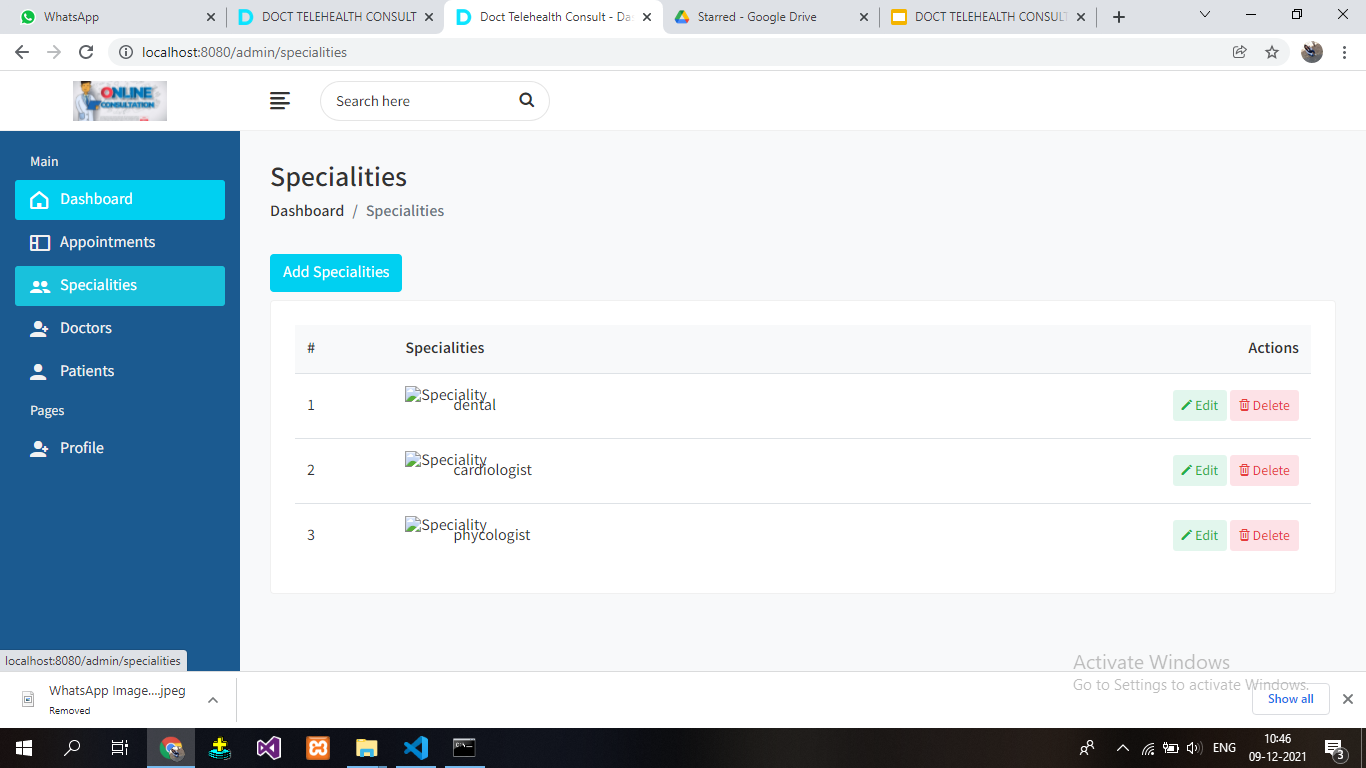 WhatsApp
DOCT TELEHEALTH CONSULT
Doct Telehealth Consult - Da
Starred - Google Drive
DOCT TELEHEALTH CONSULT
localhost:8080/admin/specialities
ONLINE
CONSULTATION
Search here
Main
Dashboard
Appointments
Specialities
Doctors
Patients
Pages
Profile
Specialities
Dashboard / Specialities
Add Specialities
# Specialities Actions
1 Speciality dental Edit Delete
2 Speciality cardiologist Edit Delete
3 Speciality phycologist Edit Delete
localhost:8080/admin/specialities
Activate Windows
Go to Settings to activate Windows.
WhatsApp Image....jpeg
Removed
Show all
ENG
10:46
09-12-2021
3